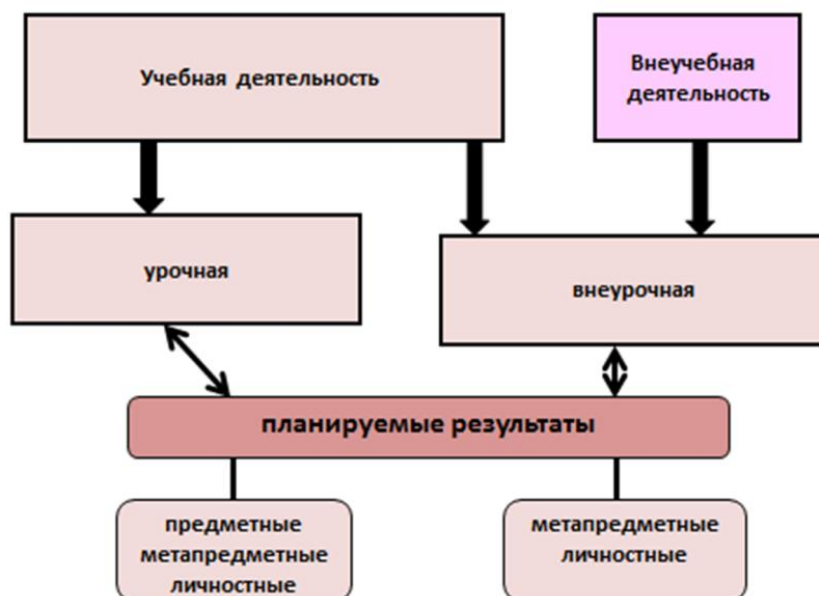 Учебная деятельность
Внеучебная
деятельность
урочная
внеурочная
планируемые результаты
предметные
метапредметные
личностные
метапредметные
личностные